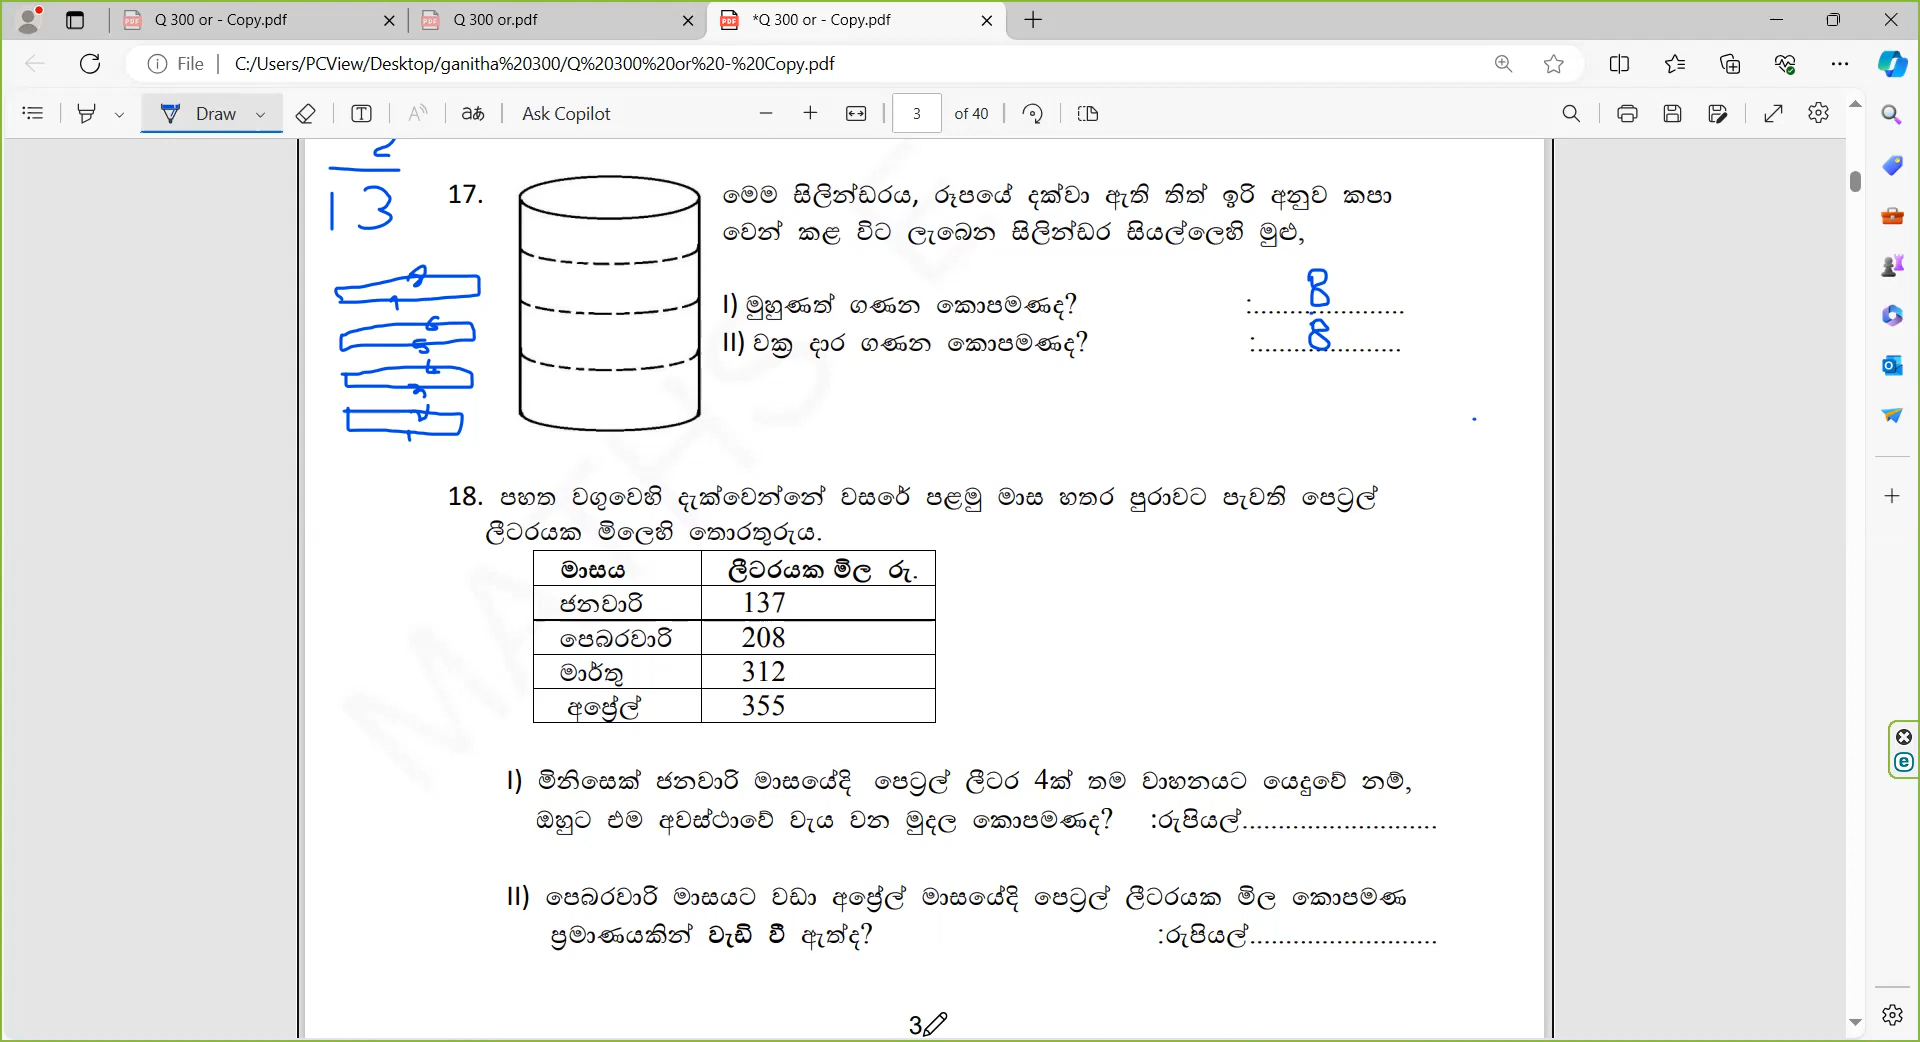 Q 300 or - Copy.pdf
Q 300 or.pdf
*Q 300 or - Copy.pdf
File
C:/Users/PCView/Desktop/ganitha%20300/Q%20300%20or%20-%20Copy.pdf
Draw
aあ
Ask Copilot
3
of 40
2
13
17.
මෙම සිලින්ඩරය, රූපයේ දක්වා ඇති තිත් ඉරි අනුව කපා
වෙන් කළ විට ලැබෙන සිලින්ඩර සියල්ලෙහි මුළු,
I) මුහුණත් ගණන කොපමණද? :..................... 8
II) වක්‍ර දාර ගණන කොපමණද? :.................... 8
18. පහත වගුවෙහි දැක්වෙන්නේ වසරේ පළමු මාස හතර පුරාවට පැවති පෙට්‍රල්
ලීටරයක මිලෙහි තොරතුරුය.
මාසය ලීටරයක මිල රු.
ජනවාරි 137
පෙබරවාරි 208
මාර්තු 312
අප්‍රේල් 355
I) මිනිසෙක් ජනවාරි මාසයේදි පෙට්‍රල් ලීටර 4ක් තම වාහනයට යෙදුවේ නම්,
ඔහුට එම අවස්ථාවේ වැය වන මුදල කොපමණද? :රුපියල්...........................
II) පෙබරවාරි මාසයට වඩා අප්‍රේල් මාසයේදි පෙට්‍රල් ලීටරයක මිල කොපමණ
ප්‍රමාණයකින් වැඩි වී ඇත්ද? :රුපියල්..........................
3